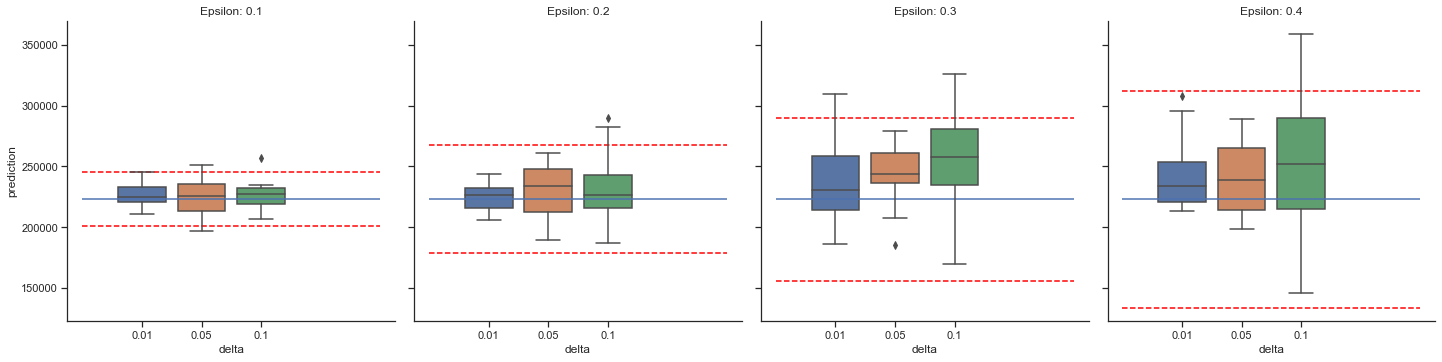 Epsilon: 0.1
Epsilon: 0.2
Epsilon: 0.3
Epsilon: 0.4
prediction
350000
300000
250000
200000
150000
0.01 0.05 0.1
0.01 0.05 0.1
0.01 0.05 0.1
0.01 0.05 0.1
delta
delta
delta
delta